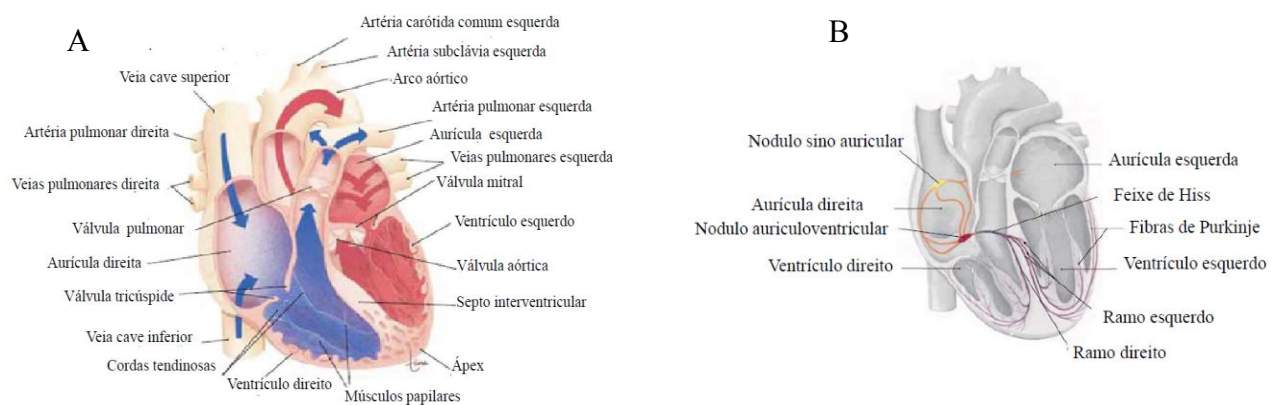 A
Artéria carótida comum esquerda
Artéria subclávia esquerda
Arco aórtico
Veia cave superior
Artéria pulmonar esquerda
Artéria pulmonar direita
Aurícula esquerda
Veias pulmonares esquerda
Veias pulmonares direita
Válvula mitral
Válvula pulmonar
Ventrículo esquerdo
Aurícula direita
Válvula aórtica
Válvula tricúspide
Septo interventricular
Veia cave inferior
Cordas tendinosas
Ápex
Ventrículo direito
Músculos papilares
B
Nodulo sino auricular
Aurícula esquerda
Feixe de Hiss
Aurícula direita
Nodulo auriculoventricular
Fibras de Purkinje
Ventrículo direito
Ventrículo esquerdo
Ramo esquerdo
Ramo direito